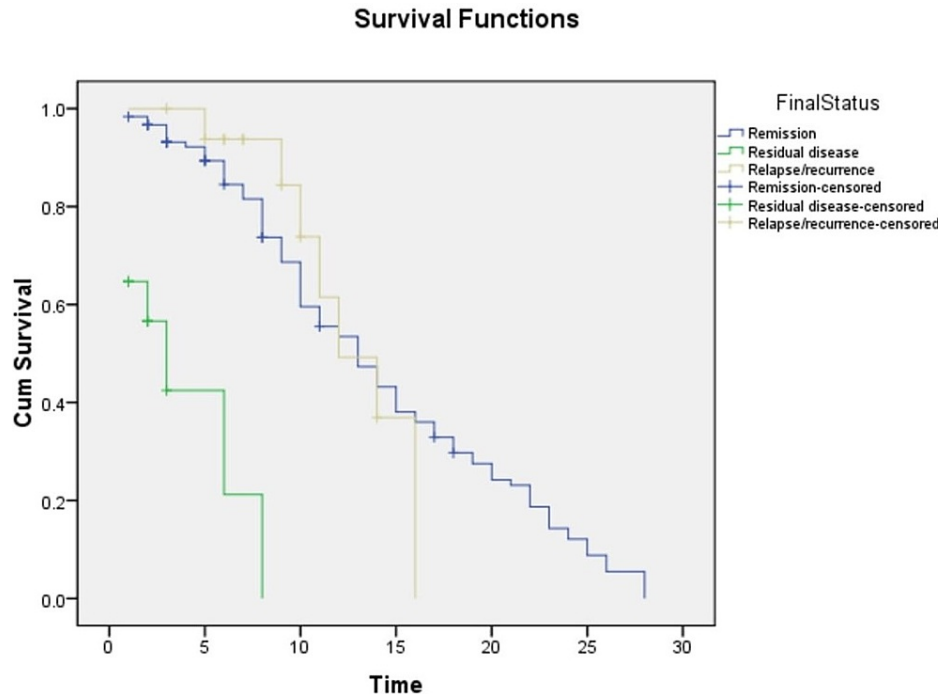 Survival Functions
FinalStatus
Remission
Residual disease
Relapse/recurrence
Remission-censored
Residual disease-censored
Relapse/recurrence-censored
Cum Survival
1.0
0.8
0.6
0.4
0.2
0.0
0 5 10 15 20 25 30
Time